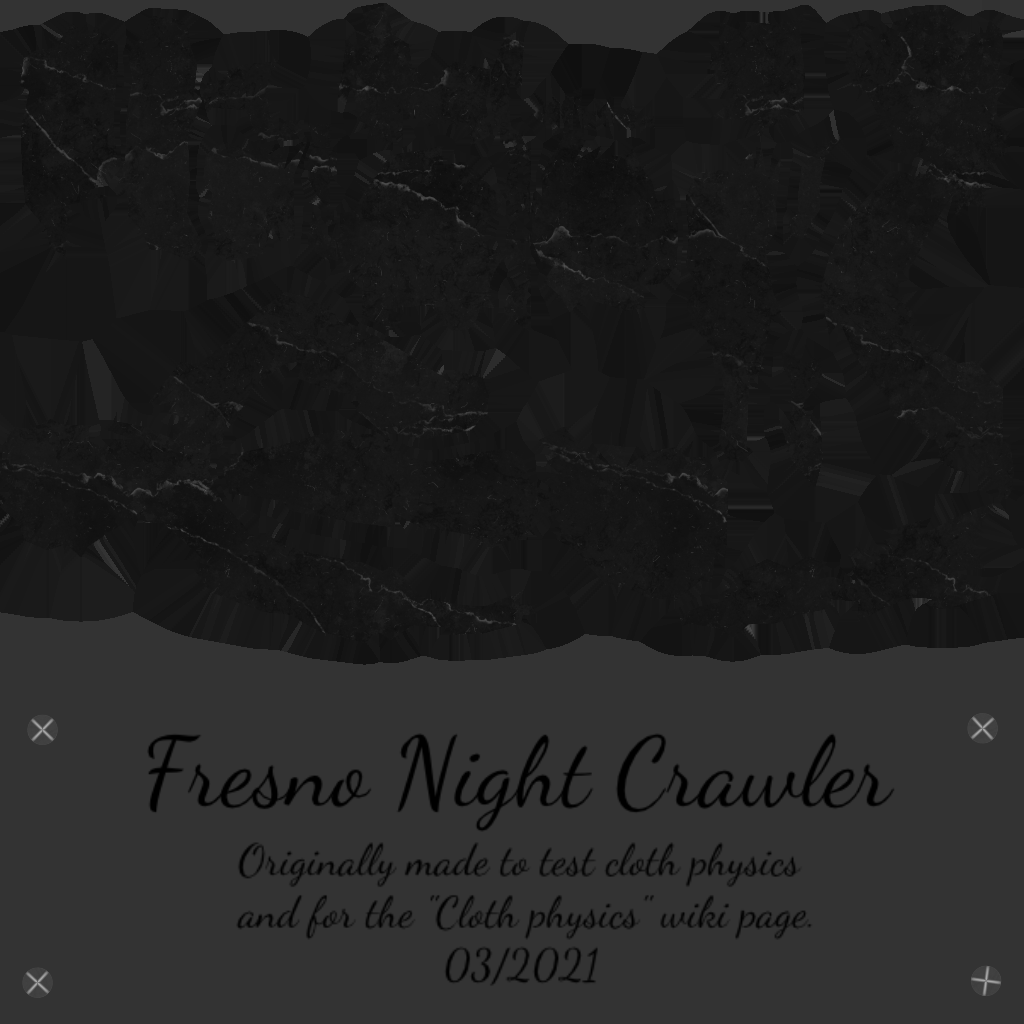 Fresno Night Crawler
Originally made to test cloth physics
and for the "Cloth physics" wiki page.
03/2021